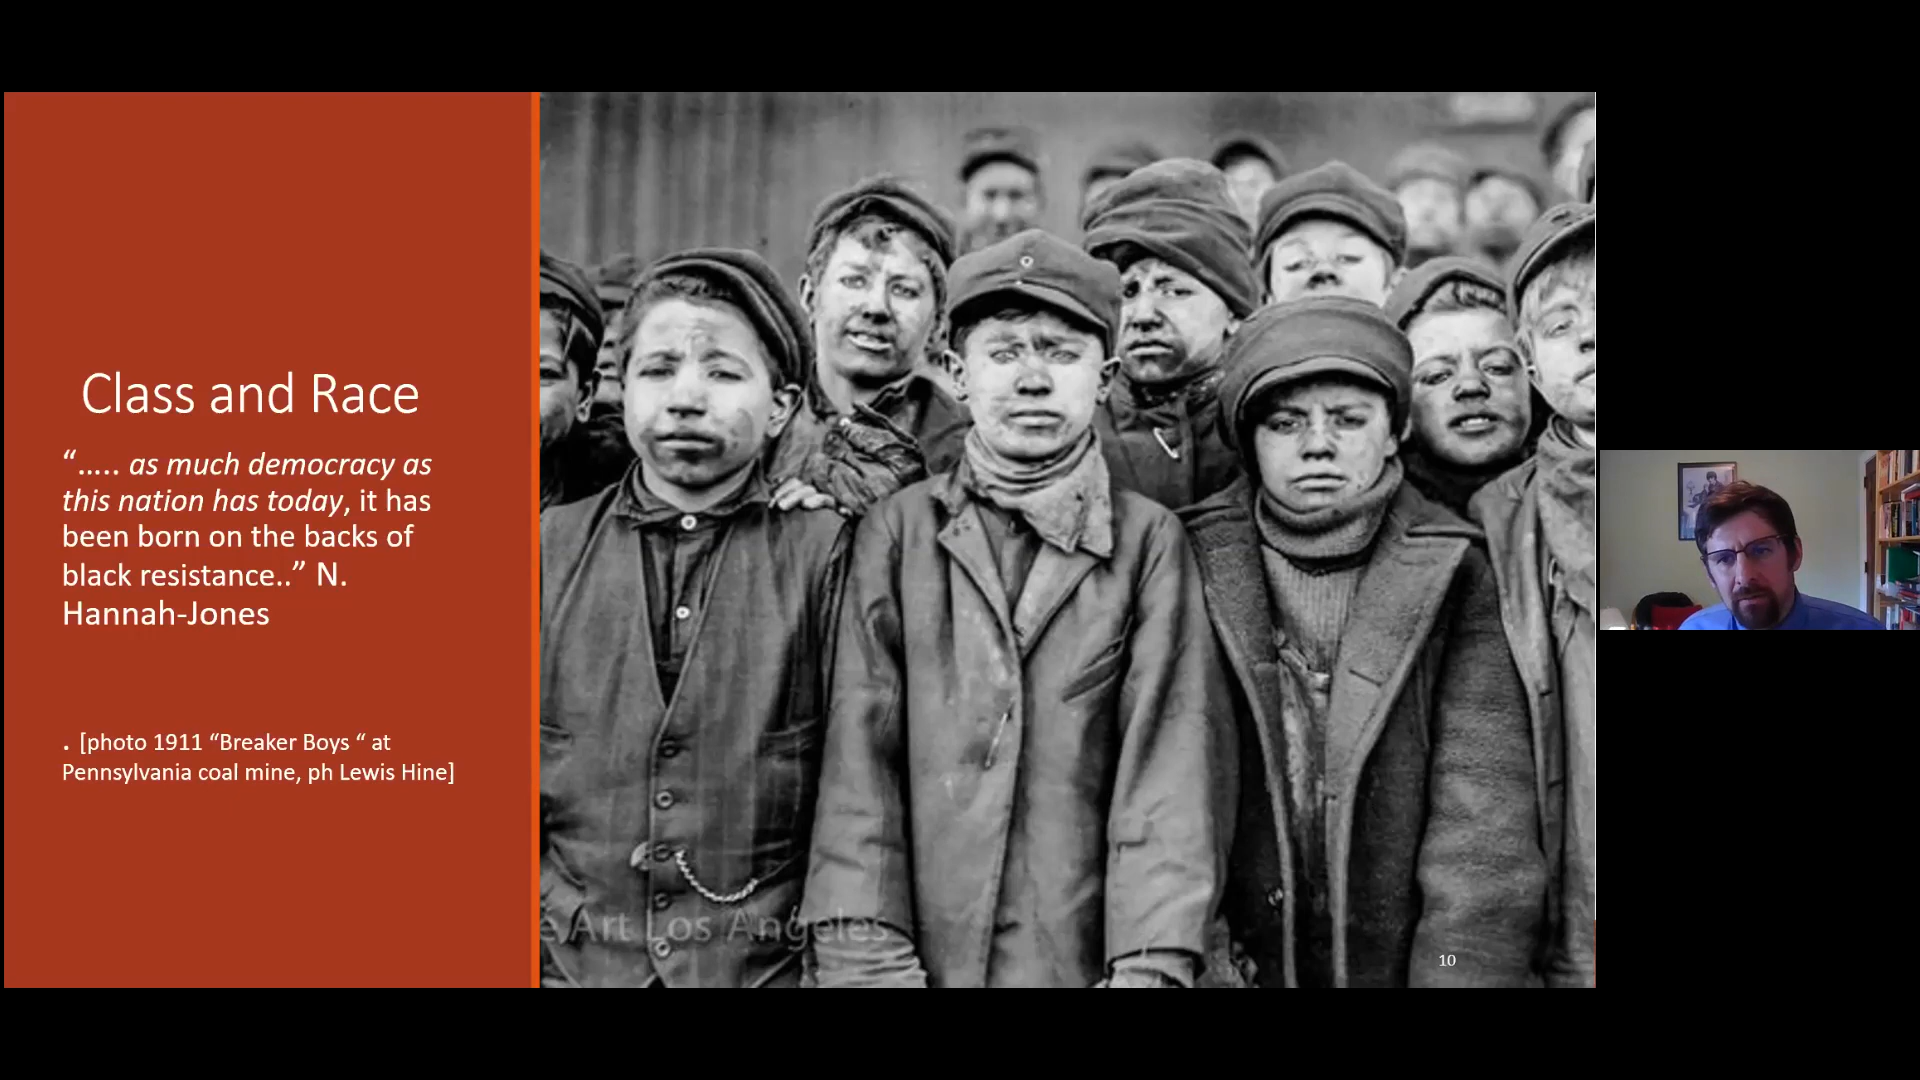 Class and Race
“….. as much democracy as
this nation has today, it has
been born on the backs of
black resistance..” N.
Hannah-Jones
. [photo 1911 “Breaker Boys “ at
Pennsylvania coal mine, ph Lewis Hine]
e Art Los Angeles
10